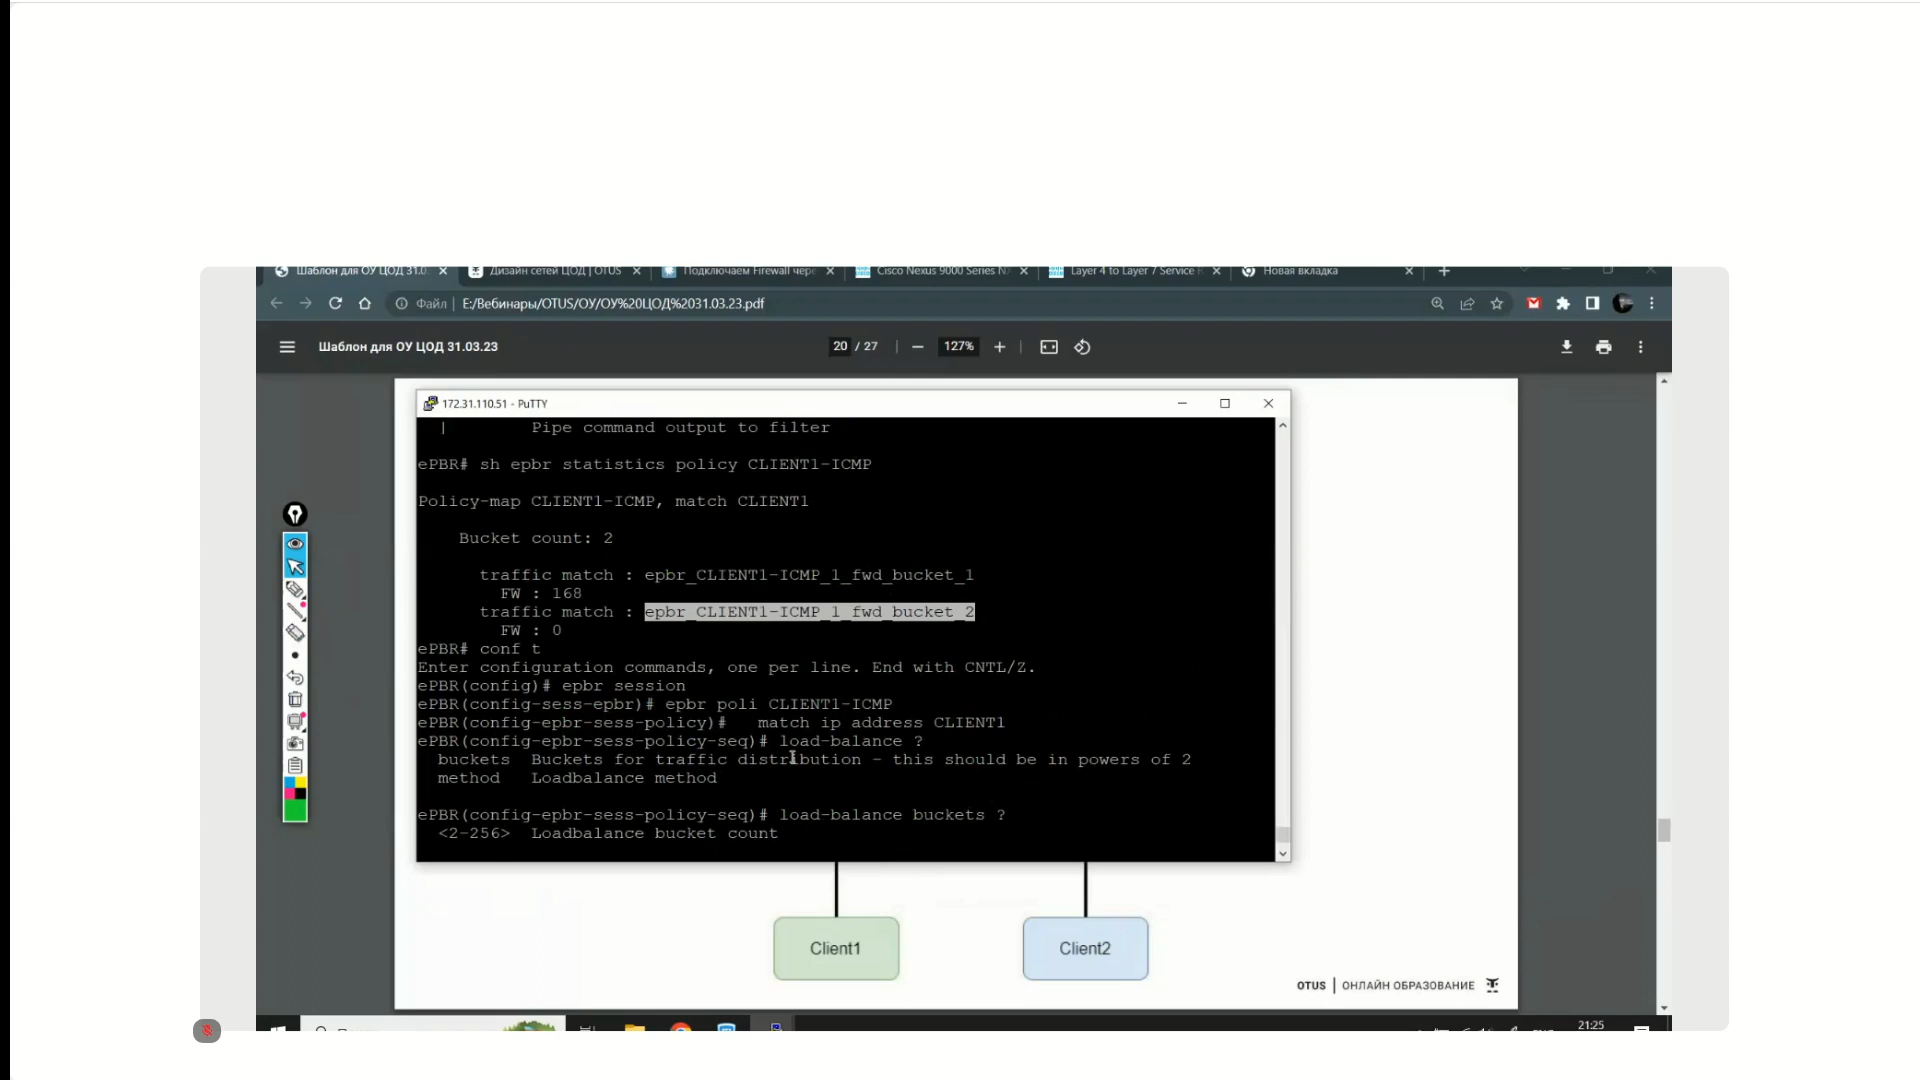 Шаблон для ОУ ЦОД 31.0
Дизайн сетей ЦОД | OTUS
Подключаем Firewall чере
Cisco Nexus 9000 Series N
Layer 4 to Layer 7 Service
Новая вкладка
Файл | E:/Вебинары/OTUS/ОУ/ОУ%20ЦОД%2031.03.23.pdf
Шаблон для ОУ ЦОД 31.03.23
20 / 27
127%
172.31.110.51 - PuTTY
| Pipe command output to filter
ePBR# sh epbr statistics policy CLIENT1-ICMP
Policy-map CLIENT1-ICMP, match CLIENT1
Bucket count: 2
traffic match : epbr_CLIENT1-ICMP_1_fwd_bucket_1
FW : 168
traffic match : epbr_CLIENT1-ICMP_1_fwd_bucket_2
FW : 0
ePBR# conf t
Enter configuration commands, one per line. End with CNTL/Z.
ePBR(config)# epbr session
ePBR(config-sess-epbr)# epbr poli CLIENT1-ICMP
ePBR(config-epbr-sess-policy)# match ip address CLIENT1
ePBR(config-epbr-sess-policy-seq)# load-balance ?
buckets Buckets for traffic distribution - this should be in powers of 2
method Loadbalance method
ePBR(config-epbr-sess-policy-seq)# load-balance buckets ?
<2-256> Loadbalance bucket count
Client1
Client2
OTUS | ОНЛАЙН ОБРАЗОВАНИЕ
21:25